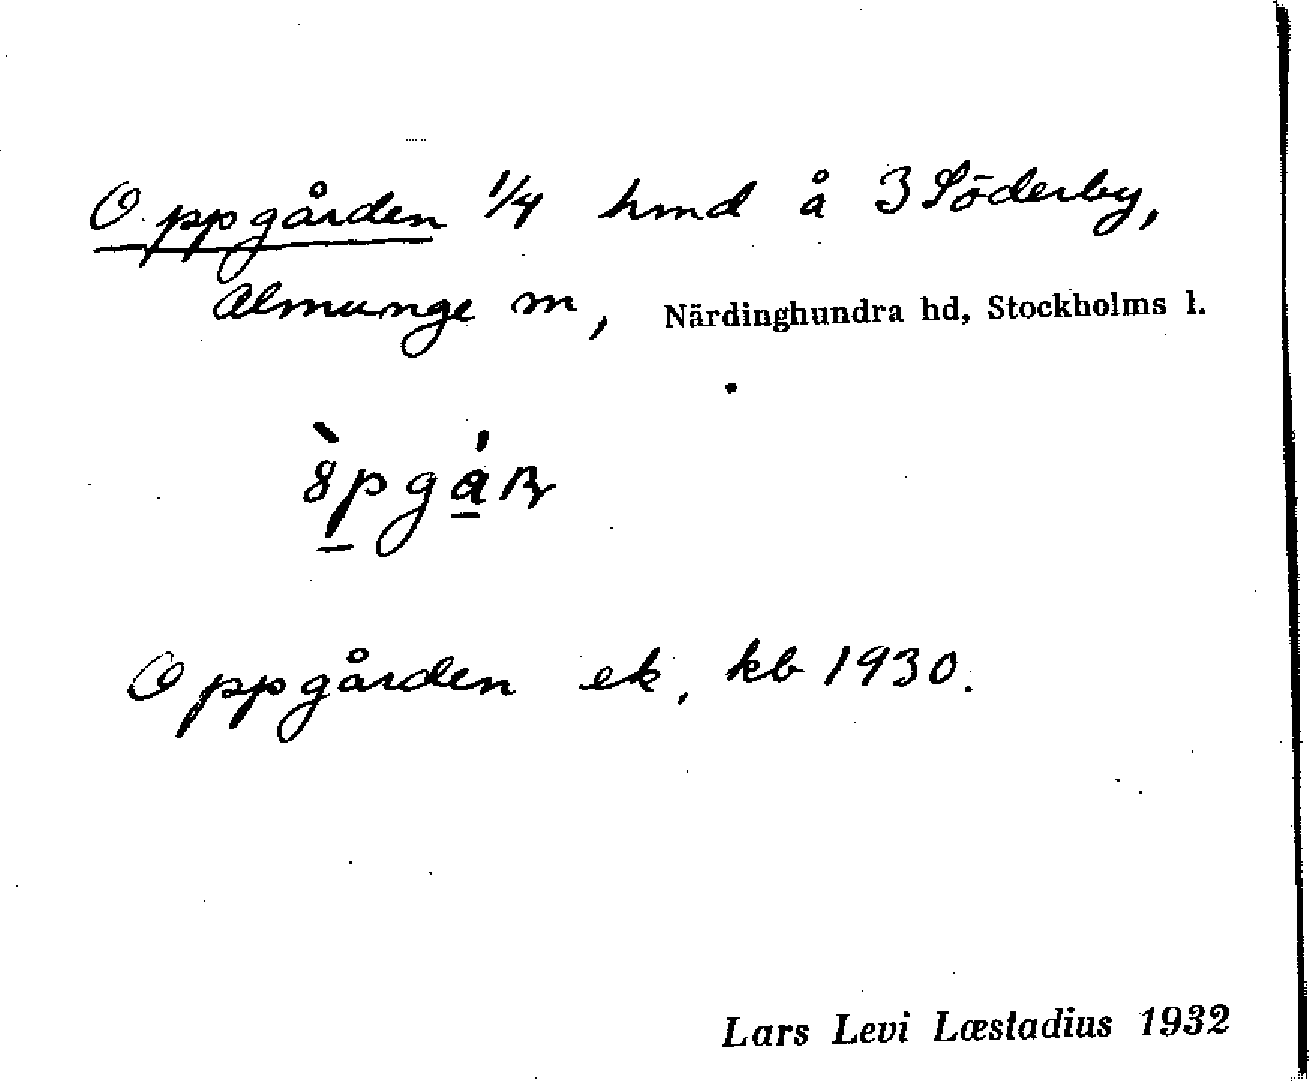 Oppgården 1/4 hmd å 3 Söderby,
Almunge sn, Närdinghundra hd, Stockholms l.
Oppgården ek, kb 1930.
Lars Levi Læstadius 1932